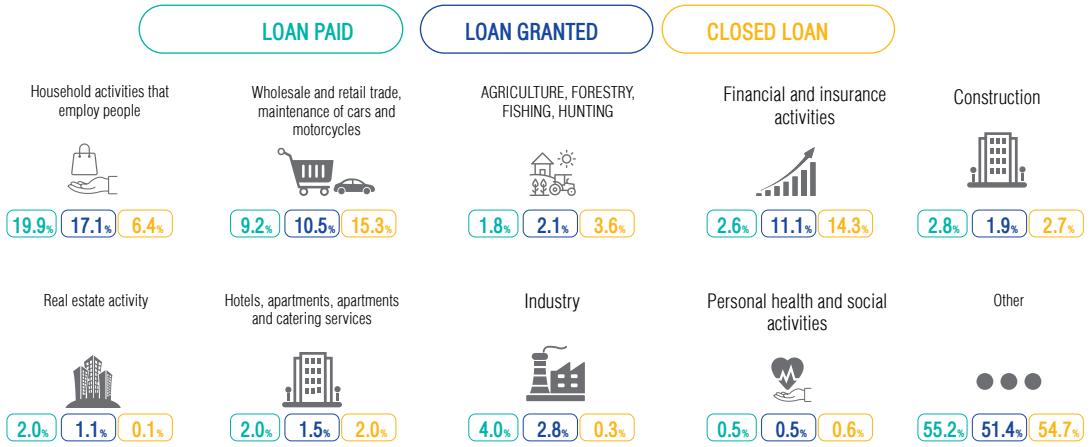 LOAN PAID
LOAN GRANTED
CLOSED LOAN
Household activities that
employ people
19.9% 17.1% 6.4%
Wholesale and retail trade,
maintenance of cars and
motorcycles
9.2% 10.5% 15.3%
AGRICULTURE, FORESTRY,
FISHING, HUNTING
1.8% 2.1% 3.6%
Financial and insurance
activities
2.6% 11.1% 14.3%
Construction
2.8% 1.9% 2.7%
Real estate activity
2.0% 1.1% 0.1%
Hotels, apartments, apartments
and catering services
2.0% 1.5% 2.0%
Industry
4.0% 2.8% 0.3%
Personal health and social
activities
0.5% 0.5% 0.6%
Other
55.2% 51.4% 54.7%